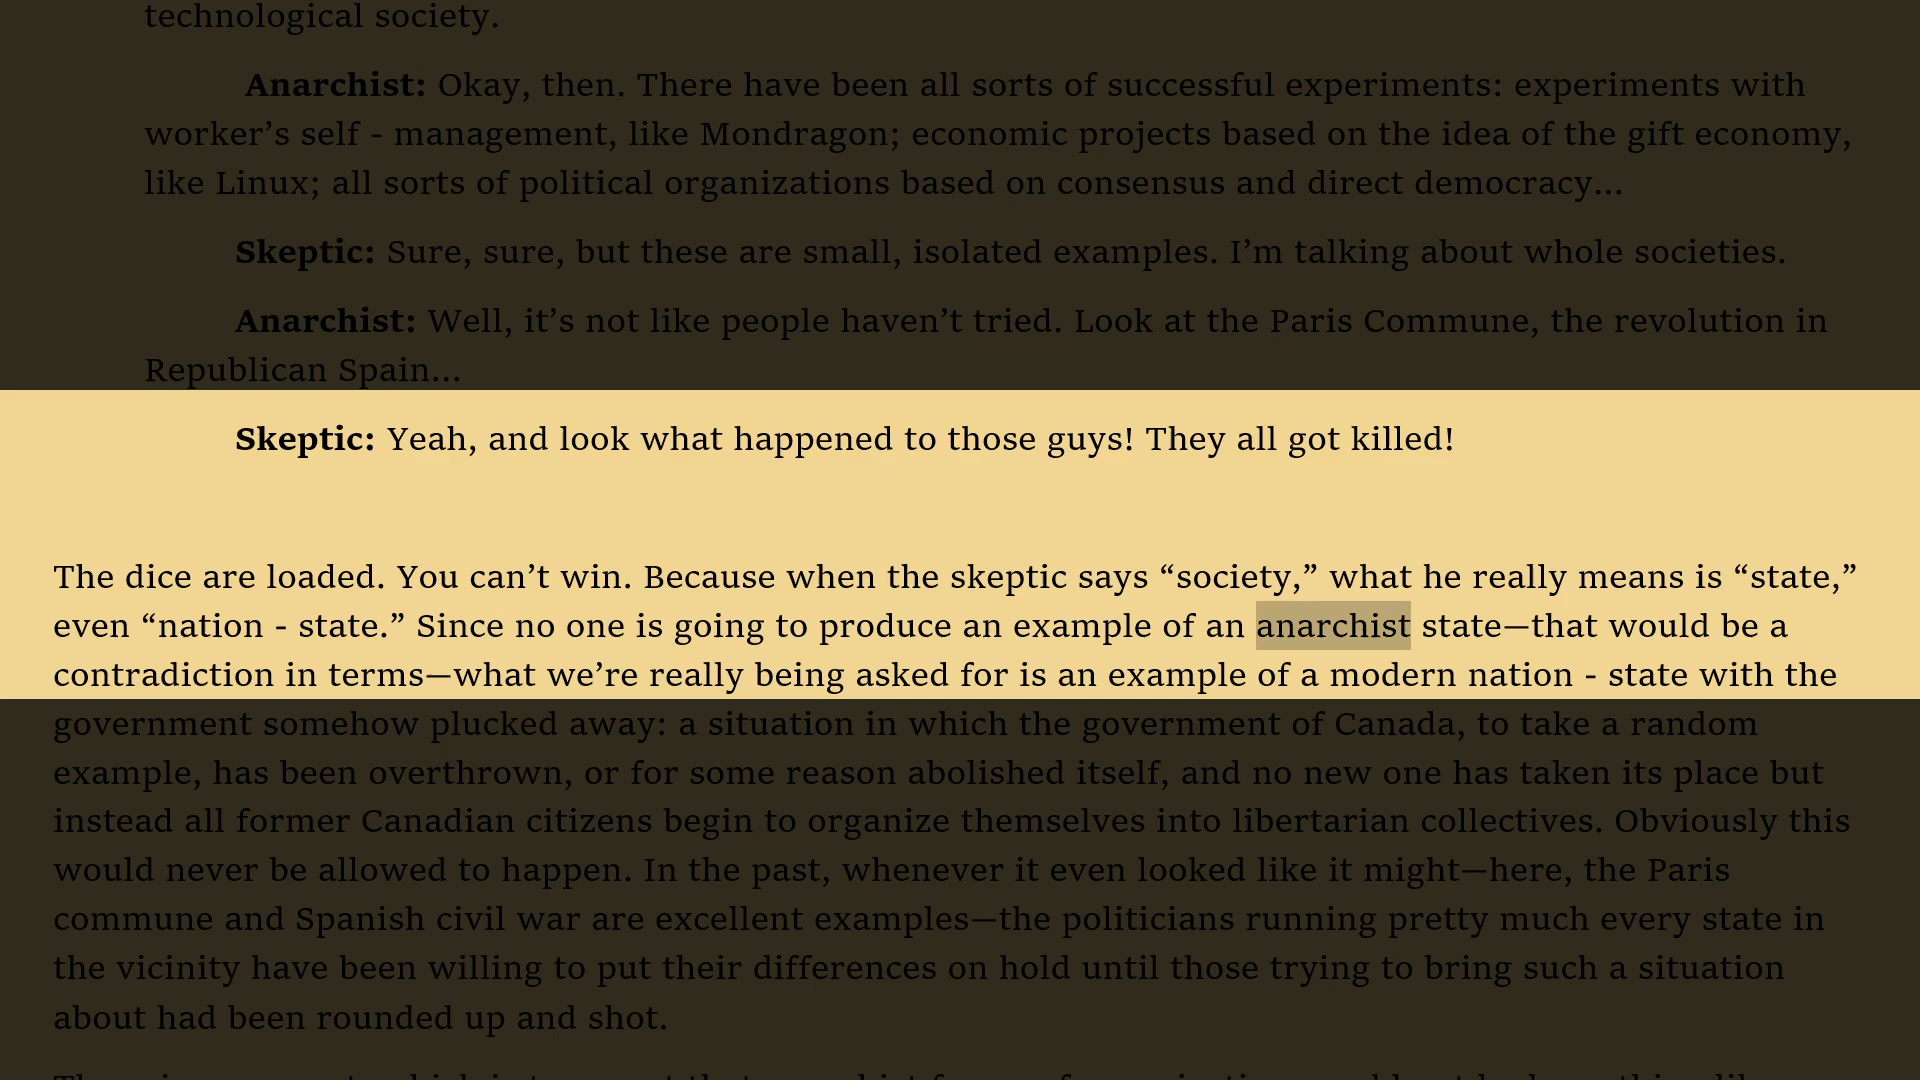 technological society.
Anarchist: Okay, then. There have been all sorts of successful experiments: experiments with
worker’s self - management, like Mondragon; economic projects based on the idea of the gift economy,
like Linux; all sorts of political organizations based on consensus and direct democracy...
Skeptic: Sure, sure, but these are small, isolated examples. I’m talking about whole societies.
Anarchist: Well, it’s not like people haven’t tried. Look at the Paris Commune, the revolution in
Republican Spain...
Skeptic: Yeah, and look what happened to those guys! They all got killed!
The dice are loaded. You can’t win. Because when the skeptic says “society,” what he really means is “state,”
even “nation - state.” Since no one is going to produce an example of an anarchist state—that would be a
contradiction in terms—what we’re really being asked for is an example of a modern nation - state with the
government somehow plucked away: a situation in which the government of Canada, to take a random
example, has been overthrown, or for some reason abolished itself, and no new one has taken its place but
instead all former Canadian citizens begin to organize themselves into libertarian collectives. Obviously this
would never be allowed to happen. In the past, whenever it even looked like it might—here, the Paris
commune and Spanish civil war are excellent examples—the politicians running pretty much every state in
the vicinity have been willing to put their differences on hold until those trying to bring such a situation
about had been rounded up and shot.